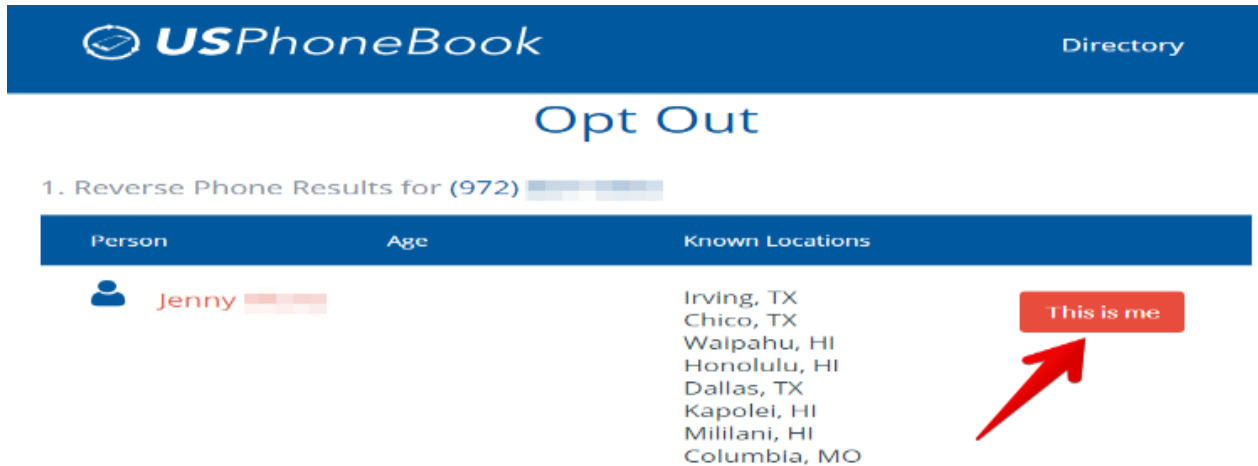 USPhoneBook
Directory
Opt Out
1. Reverse Phone Results for (972)
Person Age Known Locations
Jenny
Irving, TX
This is me
Chico, TX
Waipahu, HI
Honolulu, HI
Dallas, TX
Kapolei, HI
Mililani, HI
Columbia, MO